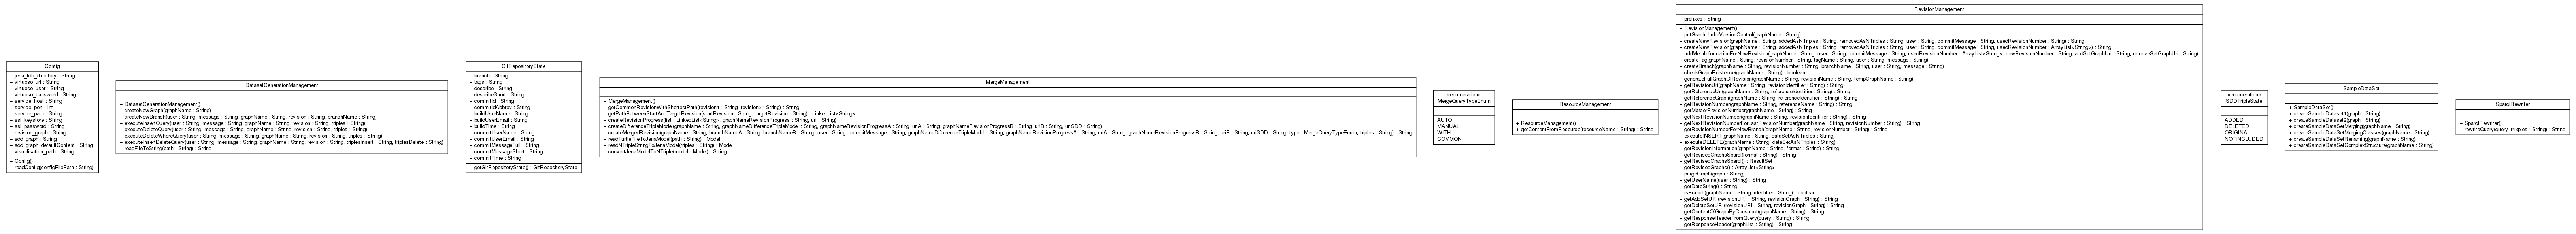 Config
+ jena_tdb_directory : String
+ virtuoso_url : String
+ virtuoso_user : String
+ virtuoso_password : String
+ service_host : String
+ service_port : int
+ service_path : String
+ ssl_keystore : String
+ ssl_password : String
+ revision_graph : String
+ sdd_graph : String
+ sdd_graph_defaultContent : String
+ visualisation_path : String
+ Config()
+ readConfig(configFilePath : String)
DatasetGenerationManagement
+ DatasetGenerationManagement()
+ createNewGraph(graphName : String)
+ createNewBranch(user : String, message : String, graphName : String, revision : String, branchName : String)
+ executeInsertQuery(user : String, message : String, graphName : String, revision : String, triples : String)
+ executeDeleteQuery(user : String, message : String, graphName : String, revision : String, triples : String)
+ executeDeleteWhereQuery(user : String, message : String, graphName : String, revision : String, triples : String)
+ executeInsertDeleteQuery(user : String, message : String, graphName : String, revision : String, triplesInsert : String, triplesDelete : String)
+ readFileToString(path : String) : String
GitRepositoryState
+ branch : String
+ tags : String
+ describe : String
+ describeShort : String
+ commitId : String
+ commitIdAbbrev : String
+ buildUserName : String
+ buildUserEmail : String
+ buildTime : String
+ commitUserName : String
+ commitUserEmail : String
+ commitMessageFull : String
+ commitMessageShort : String
+ commitTime : String
+ getGitRepositoryState() : GitRepositoryState
MergeManagement
+ MergeManagement()
+ getCommonRevisionWithShortestPath(revision1 : String, revision2 : String) : String
+ getPathBetweenStartAndTargetRevision(startRevision : String, targetRevision : String) : LinkedList<String>
+ createRevisionProgress(list : LinkedList<String>, graphNameRevisionProgress : String, uri : String)
+ createDifferenceTripleModel(graphName : String, graphNameDifferenceTripleModel : String, graphNameRevisionProgressA : String, uriA : String, graphNameRevisionProgressB : String, uriB : String, uriSDD : String)
+ createMergedRevision(graphName : String, branchNameA : String, branchNameB : String, user : String, commitMessage : String, graphNameDifferenceTripleModel : String, graphNameRevisionProgressA : String, uriA : String, graphNameRevisionProgressB : String, uriB : String, uriSDD : String, type : MergeQueryTypeEnum, triples : String) : String
+ readNTripleStringToJenaModel(triples : String) : Model
+ readTurtleFileToJenaModel(path : String) : Model
+ convertJenaModelToNTriple(model : Model) : String
«enumeration»
MergeQueryTypeEnum
AUTO
MANUAL
WITH
COMMON
ResourceManagement
+ ResourceManagement()
+ getContentFromResource(resourceName : String) : String
RevisionManagement
+ prefixes : String
+ RevisionManagement()
+ putGraphUnderVersionControl(graphName : String)
+ createNewRevision(graphName : String, addedAsNTriples : String, removedAsNTriples : String, user : String, commitMessage : String, usedRevisionNumber : String) : String
+ createNewRevision(graphName : String, addedAsNTriples : String, removedAsNTriples : String, user : String, commitMessage : String, usedRevisionNumber : ArrayList<String>) : String
+ addMetaInformationForNewRevision(graphName : String, user : String, commitMessage : String, usedRevisionNumber : ArrayList<String>, newRevisionNumber : String, addSetGraphUri : String, removeSetGraphUri : String)
+ createTag(graphName : String, revisionNumber : String, tagName : String, user : String, message : String)
+ createBranch(graphName : String, revisionNumber : String, branchName : String, user : String, message : String)
+ checkGraphExistence(graphName : String) : boolean
+ generateFullGraphOfRevision(graphName : String, revisionName : String, tempGraphName : String)
+ getRevisionUri(graphName : String, revisionIdentifier : String) : String
+ getReferenceUri(graphName : String, referenceIdentifier : String) : String
+ getReferenceGraph(graphName : String, referenceIdentifier : String) : String
+ getRevisionNumber(graphName : String, referenceName : String) : String
+ getMasterRevisionNumber(graphName : String) : String
+ getNextRevisionNumber(graphName : String, revisionIdentifier : String) : String
+ getNextRevisionNumberForLastRevisionNumber(graphName : String, revisionNumber : String) : String
+ getRevisionNumberForNewBranch(graphName : String, revisionNumber : String) : String
+ executeINSERT(graphName : String, dataSetAsNTriples : String)
+ executeDELETE(graphName : String, dataSetAsNTriples : String)
+ getRevisionInformation(graphName : String, format : String) : String
+ getRevisedGraphsSparql(format : String) : String
+ getRevisedGraphsSparql() : ResultSet
+ getRevisedGraphs() : ArrayList<String>
+ purgeGraph(graph : String)
+ getUserName(user : String) : String
+ getDateString() : String
+ isBranch(graphName : String, identifier : String) : boolean
+ getAddSetURI(revisionURI : String, revisionGraph : String) : String
+ getDeleteSetURI(revisionURI : String, revisionGraph : String) : String
+ getContentOfGraphByConstruct(graphName : String) : String
+ getResponseHeaderFromQuery(query : String) : String
+ getResponseHeader(graphList : String) : String
«enumeration»
SDDTripleState
ADDED
DELETED
ORIGINAL
NOTINCLUDED
SampleDataSet
+ SampleDataSet()
+ createSampleDataset1(graphName : String)
+ createSampleDataset2(graphName : String)
+ createSampleDataSetMerging(graphName : String)
+ createSampleDataSetMergingClasses(graphName : String)
+ createSampleDataSetRenaming(graphName : String)
+ createSampleDataSetComplexStructure(graphName : String)
SparqlRewriter
+ SparqlRewriter()
+ rewriteQuery(query_r43ples : String) : String